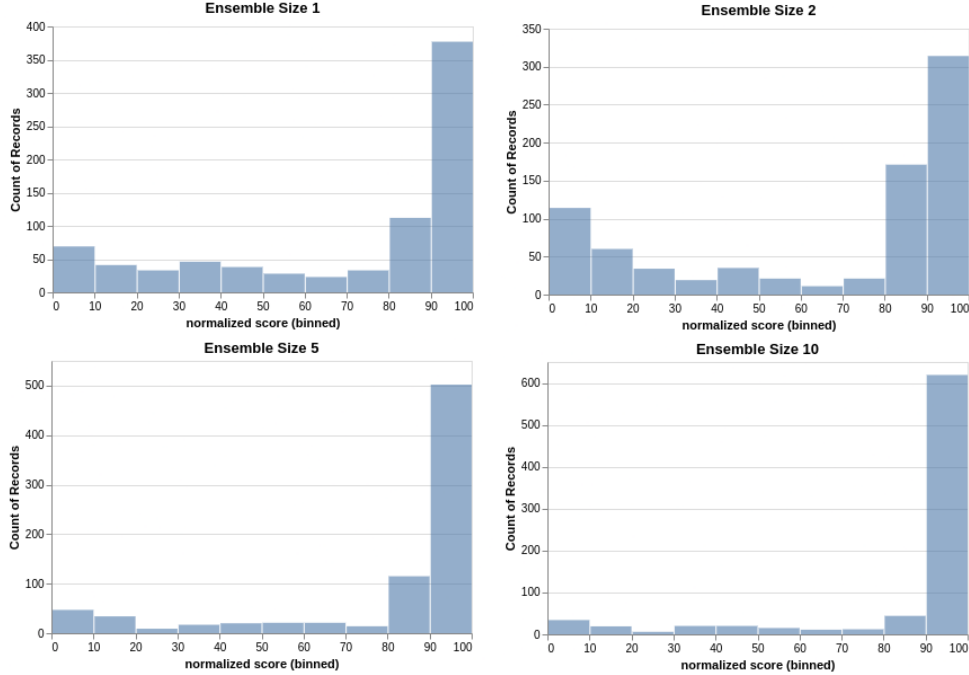 Ensemble Size 1
Count of Records
400
350
300
250
200
150
100
50
0
0 10 20 30 40 50 60 70 80 90 100
normalized score (binned)
Ensemble Size 2
Count of Records
350
300
250
200
150
100
50
0
0 10 20 30 40 50 60 70 80 90 100
normalized score (binned)
Ensemble Size 5
Count of Records
500
400
300
200
100
0
0 10 20 30 40 50 60 70 80 90 100
normalized score (binned)
Ensemble Size 10
Count of Records
600
500
400
300
200
100
0
0 10 20 30 40 50 60 70 80 90 100
normalized score (binned)